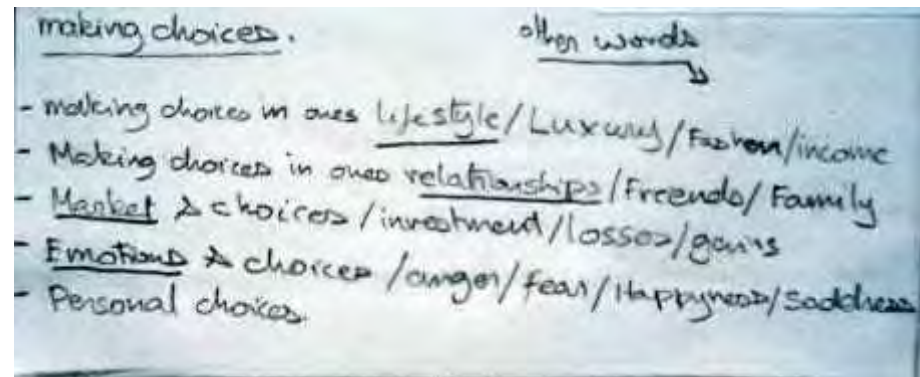 making choices.
other words
- making choices in ones lifestyle/Luxury/Fashion/income
- Making choices in ones relationships/Freends/Family
- Market & choices/investment/losses/gains
- Emotions & choices/anger/fear/Happyness/Saddness
- Personal choices.